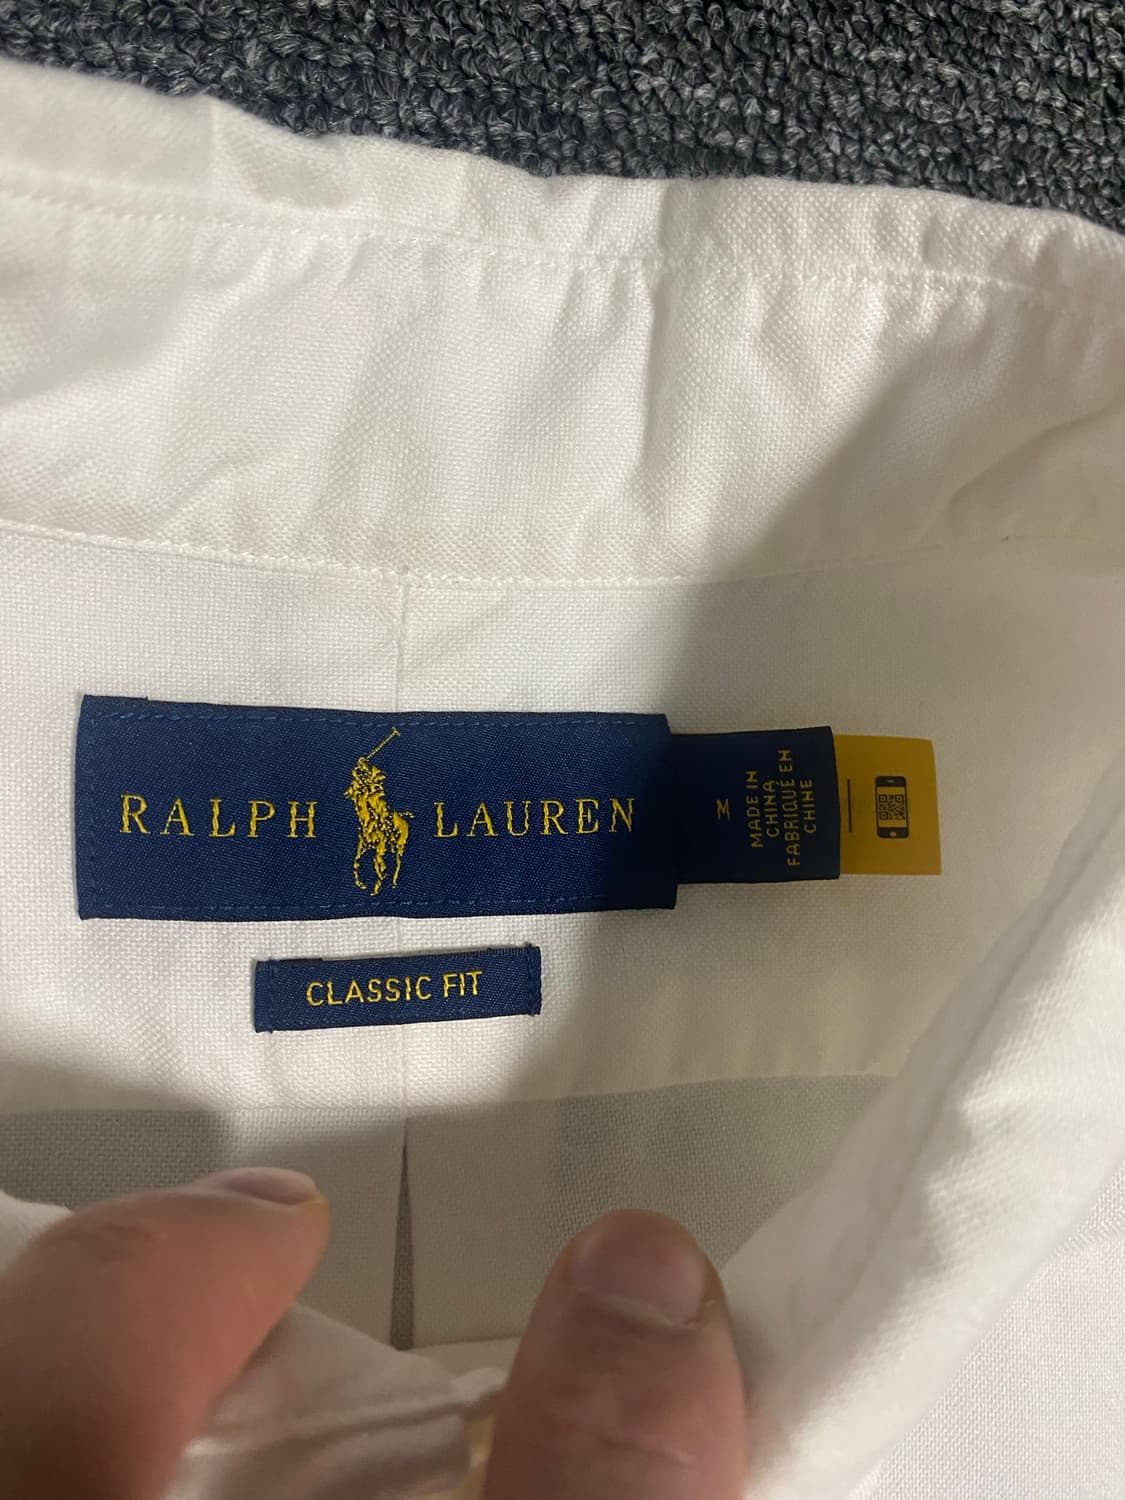 RALPH LAUREN
M
MADE IN
CHINA
FABRIQUÉ EN
CHINE
CLASSIC FIT